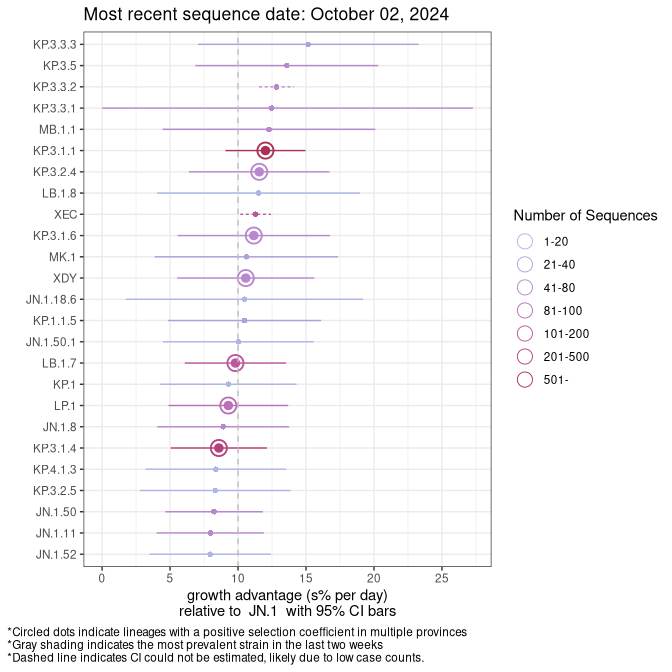 Most recent sequence date: October 02, 2024
KP.3.3.3
KP.3.5
KP.3.3.2
KP.3.3.1
MB.1.1
KP.3.1.1
KP.3.2.4
LB.1.8
XEC
KP.3.1.6
MK.1
XDY
JN.1.18.6
KP.1.1.5
JN.1.50.1
LB.1.7
KP.1
LP.1
JN.1.8
KP.3.1.4
KP.4.1.3
KP.3.2.5
JN.1.50
JN.1.11
JN.1.52
0 5 10 15 20 25
growth advantage (s% per day)
relative to JN.1 with 95% CI bars
Number of Sequences
1-20
21-40
41-80
81-100
101-200
201-500
501-
*Circled dots indicate lineages with a positive selection coefficient in multiple provinces
*Gray shading indicates the most prevalent strain in the last two weeks
*Dashed line indicates CI could not be estimated, likely due to low case counts.